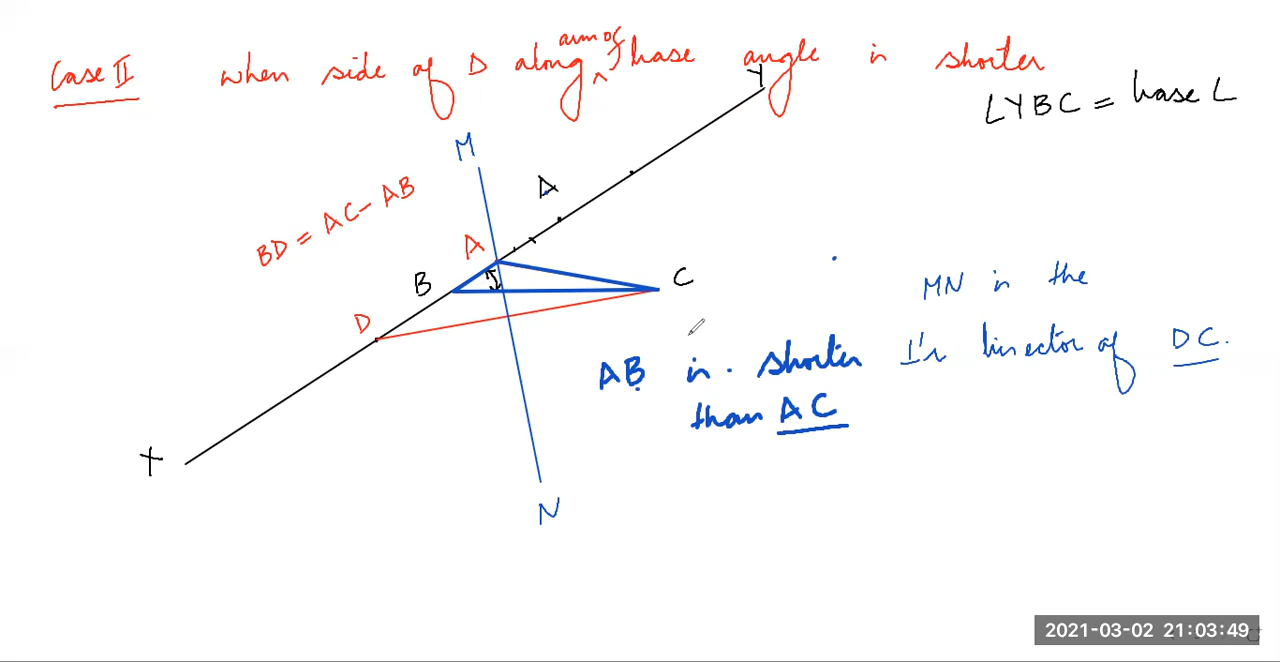 Case II when side of Δ along arm of base angle is shorter
Y
∠YBC = base ∠
M
A
BD = AC - AB
A
B
C
MN is the
D
⊥'r bisector of DC.
AB is shorter
than AC
X
N
2021-03-02 21:03:49